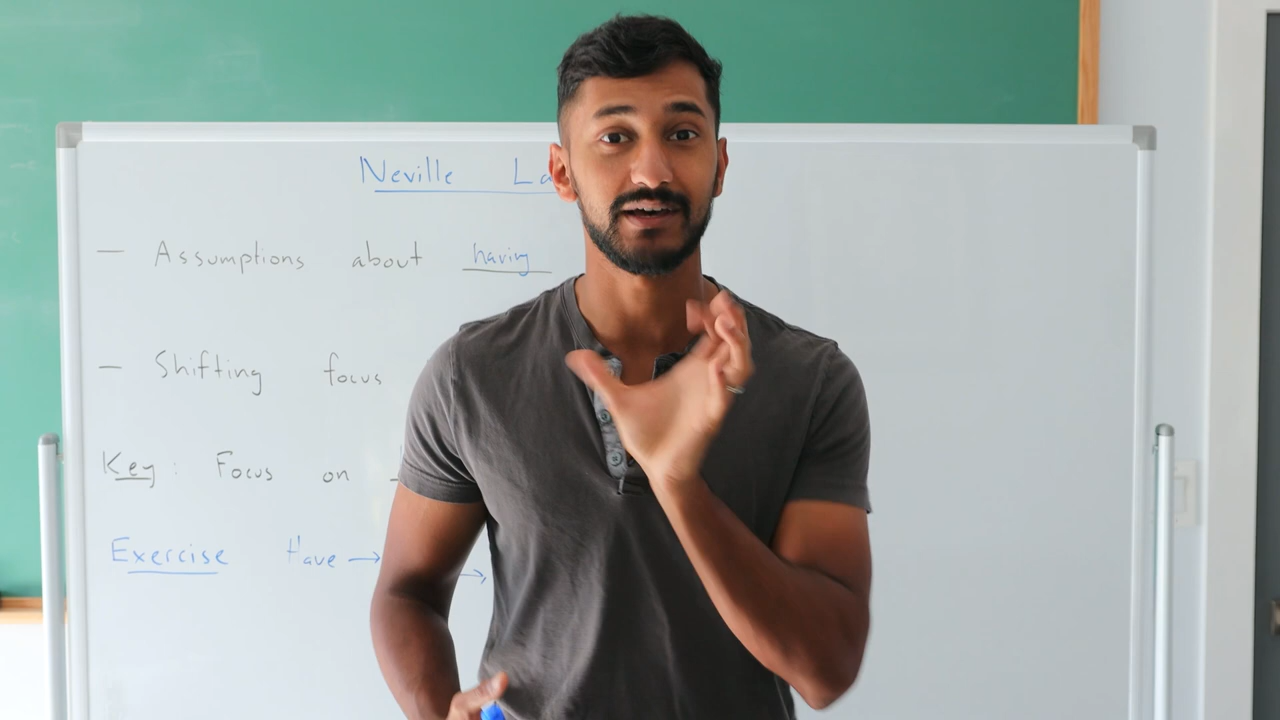 Neville La
— Assumptions about having
— Shifting focus
Key: Focus on
Exercise Have → →